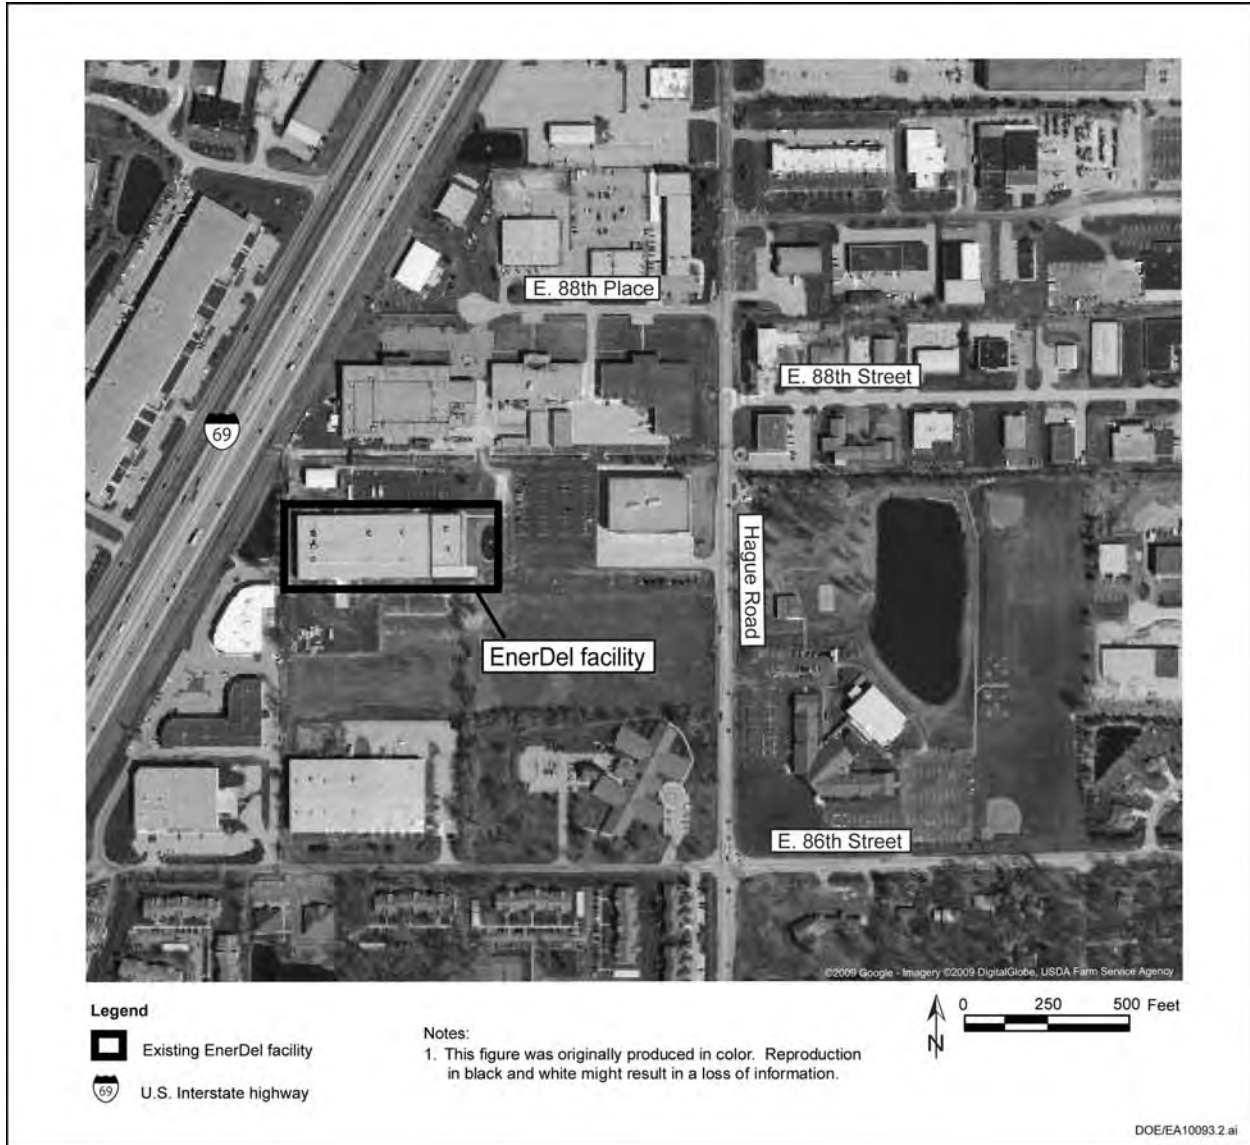 E. 88th Place
E. 88th Street
69
Hague Road
EnerDel facility
E. 86th Street
©2009 Google - Imagery ©2009 DigitalGlobe, USDA Farm Service Agency
Legend
Existing EnerDel facility
69 U.S. Interstate highway
Notes:
1. This figure was originally produced in color. Reproduction
in black and white might result in a loss of information.
N
0 250 500 Feet
DOE/EA10093.2.ai